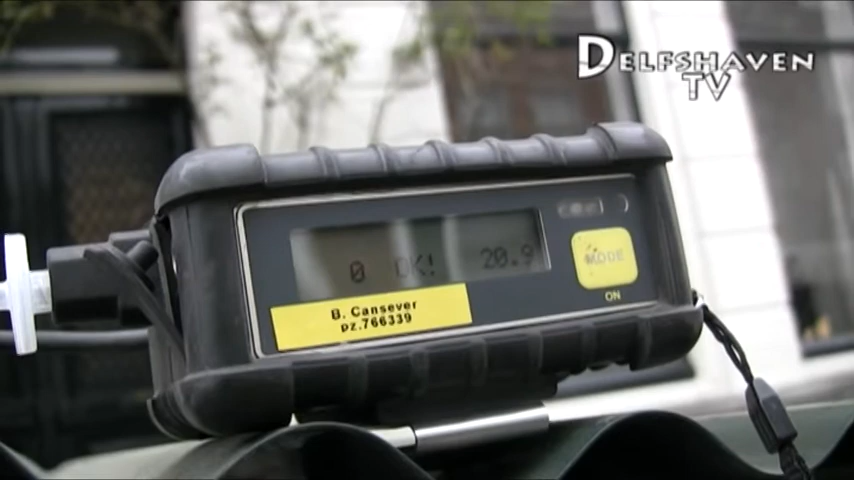 DELFSHAVEN
TV
0 OK! 20.9
MODE
ON
B. Cansever
pz.766339